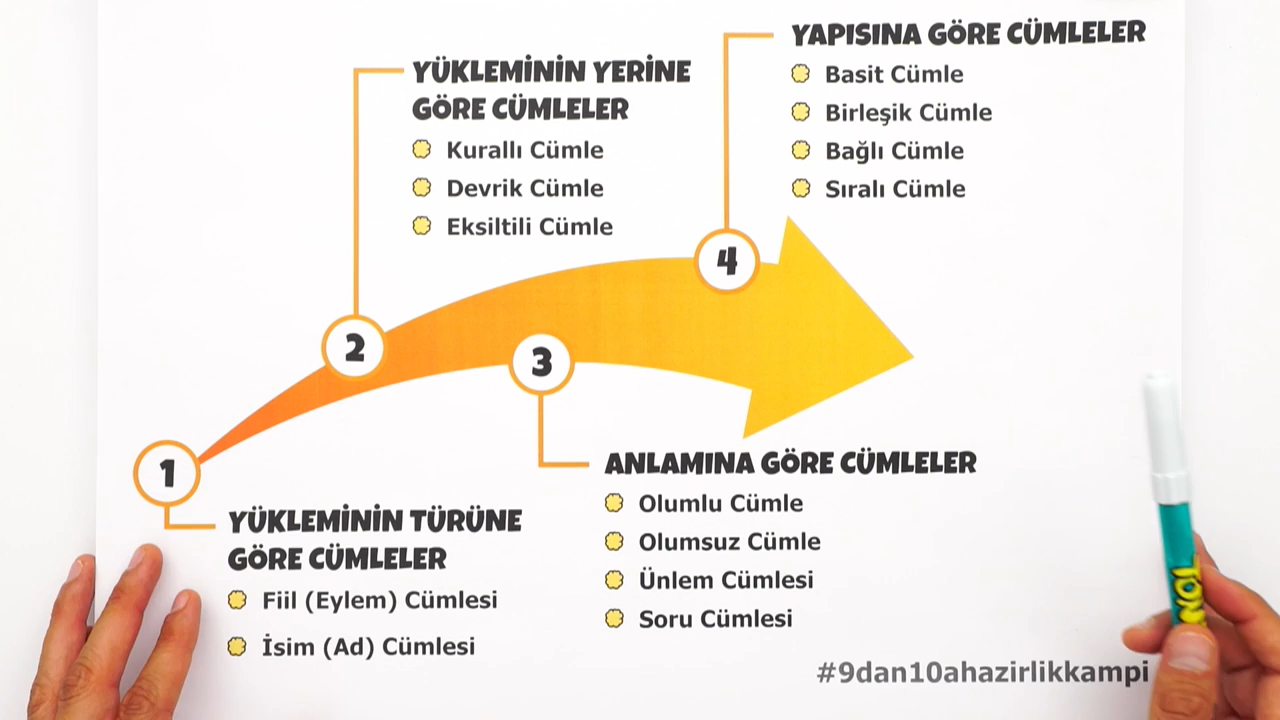 1
YÜKLEMİNİN TÜRÜNE
GÖRE CÜMLELER
Fiil (Eylem) Cümlesi
İsim (Ad) Cümlesi
2
YÜKLEMİNİN YERİNE
GÖRE CÜMLELER
Kurallı Cümle
Devrik Cümle
Eksiltili Cümle
3
ANLAMINA GÖRE CÜMLELER
Olumlu Cümle
Olumsuz Cümle
Ünlem Cümlesi
Soru Cümlesi
4
YAPISINA GÖRE CÜMLELER
Basit Cümle
Birleşik Cümle
Bağlı Cümle
Sıralı Cümle
#9dan10ahazirlikkampi